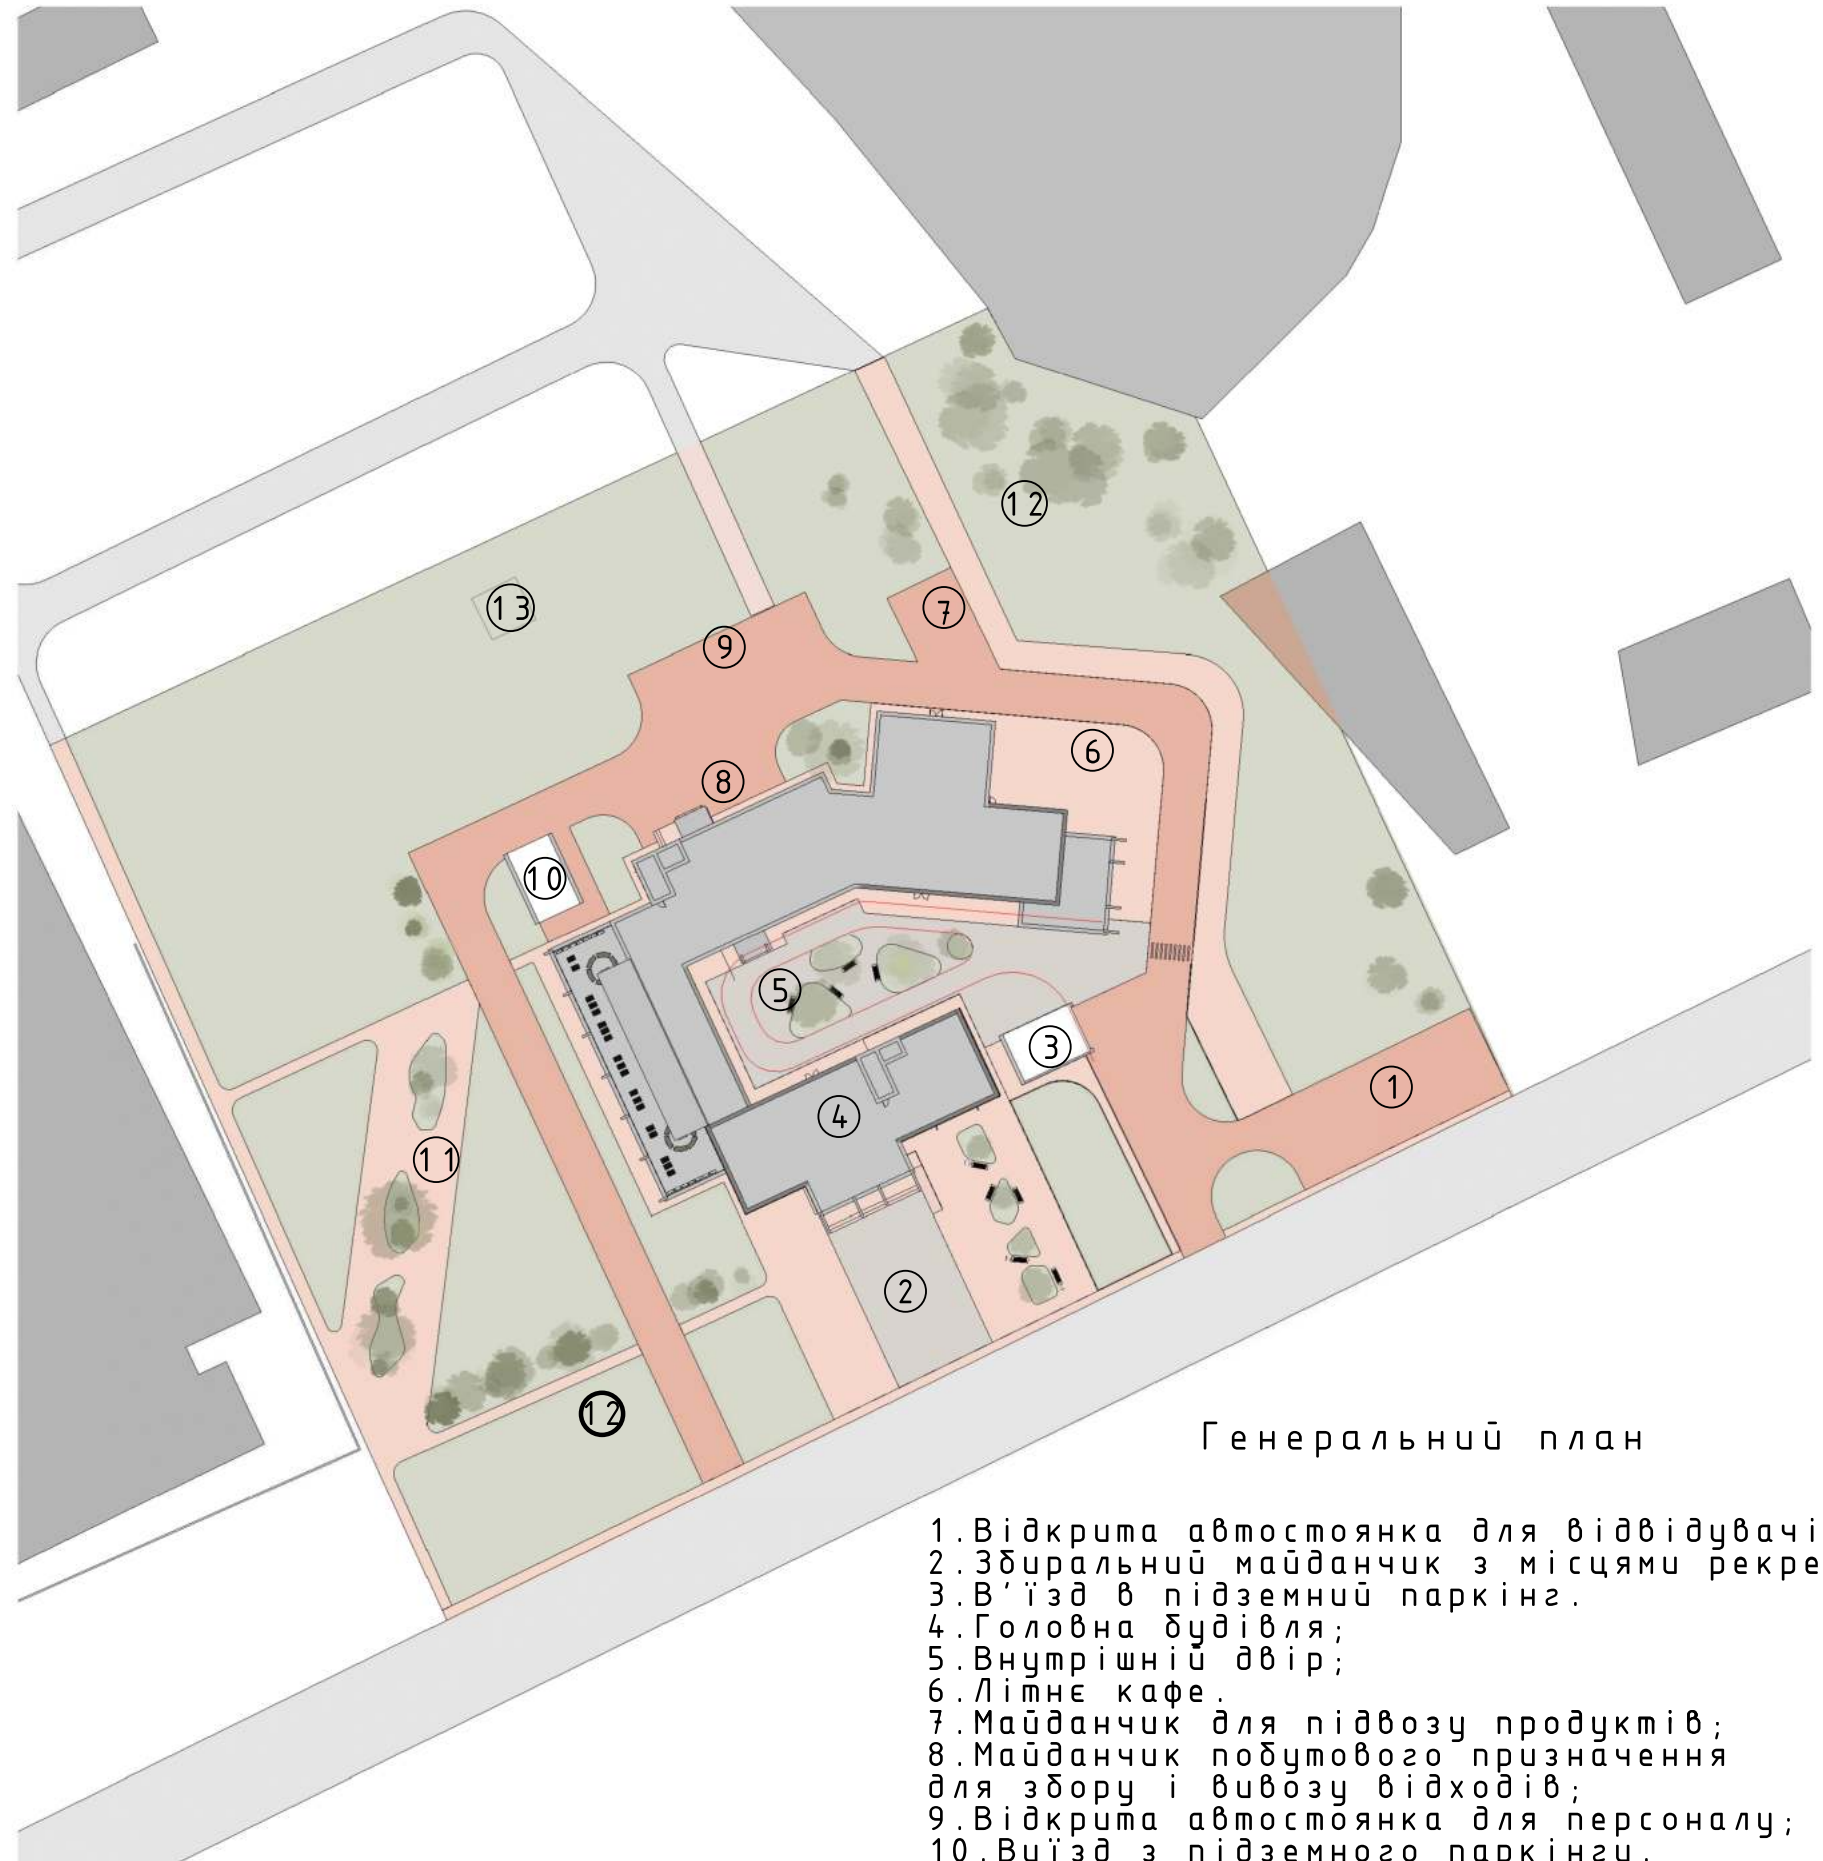 12
13
7
9
6
8
10
5
3
1
4
11
2
12
Генеральний план
1.Відкрита автостоянка для відвідувачі
2.Збиральний майданчик з місцями рекре
3.В'їзд в підземний паркінг.
4.Головна будівля;
5.Внутрішній двір;
6.Літнє кафе.
7.Майданчик для підвозу продуктів;
8.Майданчик побутового призначення
для збору і вивозу відходів;
9.Відкрита автостоянка для персоналу;
10.Виїзд з підземного паркінгу.